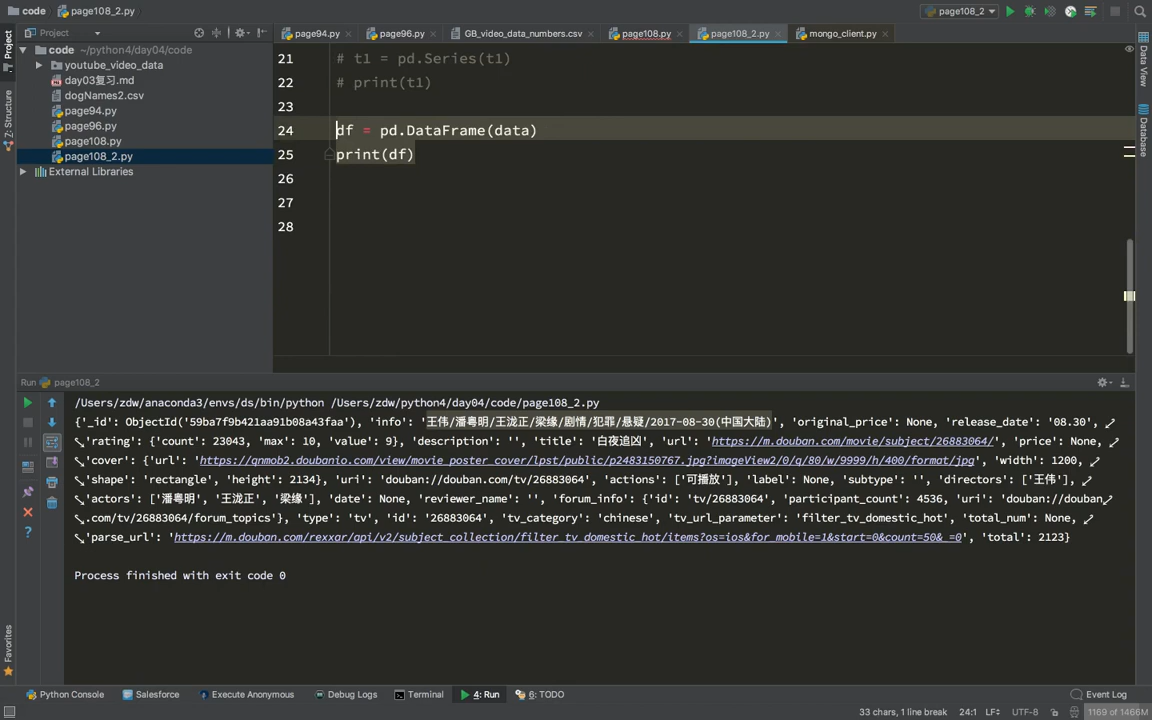 code
page108_2.py
page108_2
Project
page94.py
page96.py
GB_video_data_numbers.csv
page108.py
page108_2.py
mongo_client.py
code ~/python4/day04/code
youtube_video_data
day03复习.md
dogNames2.csv
page94.py
page96.py
page108.py
page108_2.py
External Libraries
Project
Z: Structure
Favorites
Data View
Database
21 # t1 = pd.Series(t1)
22 # print(t1)
23
24 df = pd.DataFrame(data)
25 print(df)
26
27
28
Run page108_2
/Users/zdw/anaconda3/envs/ds/bin/python /Users/zdw/python4/day04/code/page108_2.py
{'_id': ObjectId('59ba7f9b421aa91b08a43faa'), 'info': '王伟/潘粤明/王泷正/梁缘/剧情/犯罪/悬疑/2017-08-30(中国大陆)', 'original_price': None, 'release_date': '08.30',
'rating': {'count': 23043, 'max': 10, 'value': 9}, 'description': '', 'title': '白夜追凶', 'url': 'https://m.douban.com/movie/subject/26883064/', 'price': None,
'cover': {'url': 'https://qnmob2.doubanio.com/view/movie_poster_cover/lpst/public/p2483150767.jpg?imageView2/0/q/80/w/9999/h/400/format/jpg', 'width': 1200,
'shape': 'rectangle', 'height': 2134}, 'uri': 'douban://douban.com/tv/26883064', 'actions': ['可播放'], 'label': None, 'subtype': '', 'directors': ['王伟'],
'actors': ['潘粤明', '王泷正', '梁缘'], 'date': None, 'reviewer_name': '', 'forum_info': {'id': 'tv/26883064', 'participant_count': 4536, 'uri': 'douban://douban
.com/tv/26883064/forum_topics'}, 'type': 'tv', 'id': '26883064', 'tv_category': 'chinese', 'tv_url_parameter': 'filter_tv_domestic_hot', 'total_num': None,
'parse_url': 'https://m.douban.com/rexxar/api/v2/subject_collection/filter_tv_domestic_hot/items?os=ios&for_mobile=1&start=0&count=50&_=0', 'total': 2123}
Process finished with exit code 0
Python Console
Salesforce
Execute Anonymous
Debug Logs
Terminal
4: Run
6: TODO
Event Log
33 chars, 1 line break
24:1
LF
UTF-8
1169 of 1466M